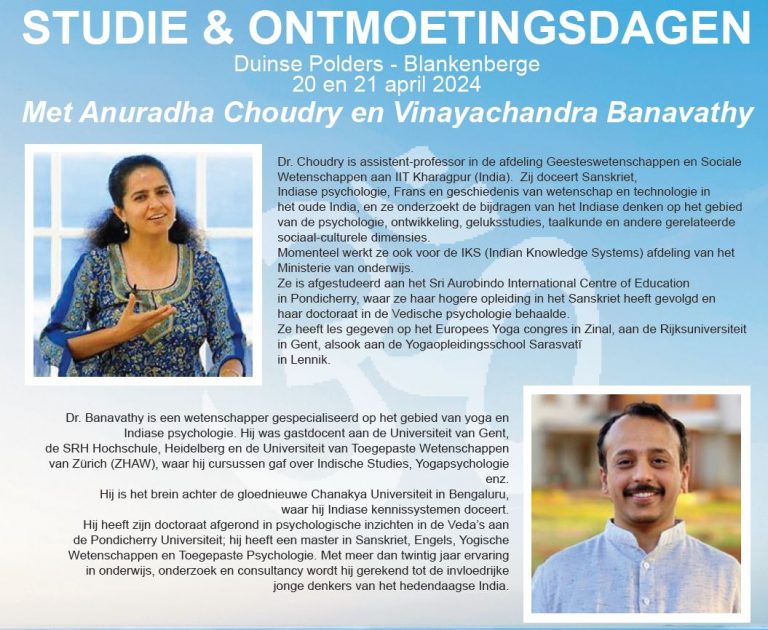 STUDIE & ONTMOETINGSDAGEN
Duinse Polders - Blankenberge
20 en 21 april 2024
Met Anuradha Choudry en Vinayachandra Banavathy
Dr. Choudry is assistent-professor in de afdeling Geesteswetenschappen en Sociale
Wetenschappen aan IIT Kharagpur (India). Zij doceert Sanskriet,
Indiase psychologie, Frans en geschiedenis van wetenschap en technologie in
het oude India, en ze onderzoekt de bijdragen van het Indiase denken op het gebied
van de psychologie, ontwikkeling, geluksstudies, taalkunde en andere gerelateerde
sociaal-culturele dimensies.
Momenteel werkt ze ook voor de IKS (Indian Knowledge Systems) afdeling van het
Ministerie van onderwijs.
Ze is afgestudeerd aan het Sri Aurobindo International Centre of Education
in Pondicherry, waar ze haar hogere opleiding in het Sanskriet heeft gevolgd en
haar doctoraat in de Vedische psychologie behaalde.
Ze heeft les gegeven op het Europees Yoga congres in Zinal, aan de Rijksuniversiteit
in Gent, alsook aan de Yogaopleidingsschool Sarasvatī
in Lennik.
Dr. Banavathy is een wetenschapper gespecialiseerd op het gebied van yoga en
Indiase psychologie. Hij was gastdocent aan de Universiteit van Gent,
de SRH Hochschule, Heidelberg en de Universiteit van Toegepaste Wetenschappen
van Zürich (ZHAW), waar hij cursussen gaf over Indische Studies, Yogapsychologie
enz.
Hij is het brein achter de gloednieuwe Chanakya Universiteit in Bengaluru,
waar hij Indiase kennissystemen doceert.
Hij heeft zijn doctoraat afgerond in psychologische inzichten in de Veda's aan
de Pondicherry Universiteit; hij heeft een master in Sanskriet, Engels, Yogische
Wetenschappen en Toegepaste Psychologie. Met meer dan twintig jaar ervaring
in onderwijs, onderzoek en consultancy wordt hij gerekend tot de invloedrijke
jonge denkers van het hedendaagse India.